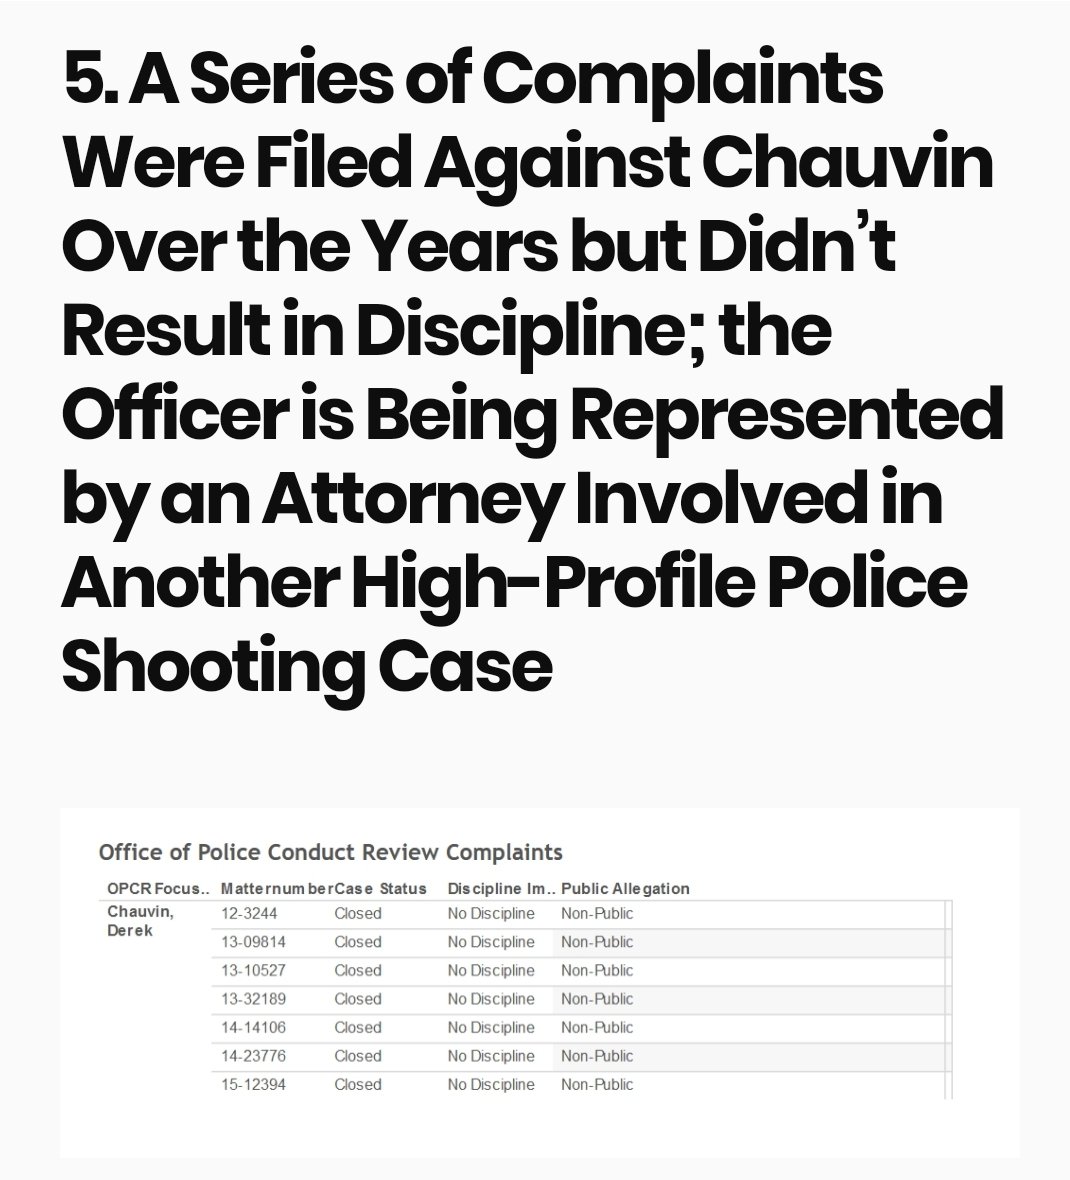 5. A Series of Complaints
Were Filed Against Chauvin
Over the Years but Didn’t
Result in Discipline; the
Officer is Being Represented
by an Attorney Involved in
Another High-Profile Police
Shooting Case
Office of Police Conduct Review Complaints
OPCR Focus.. Matternumber Case Status Discipline Im.. Public Allegation
Chauvin, Derek 12-3244 Closed No Discipline Non-Public
13-09814 Closed No Discipline Non-Public
13-10527 Closed No Discipline Non-Public
13-32189 Closed No Discipline Non-Public
14-14106 Closed No Discipline Non-Public
14-23776 Closed No Discipline Non-Public
15-12394 Closed No Discipline Non-Public